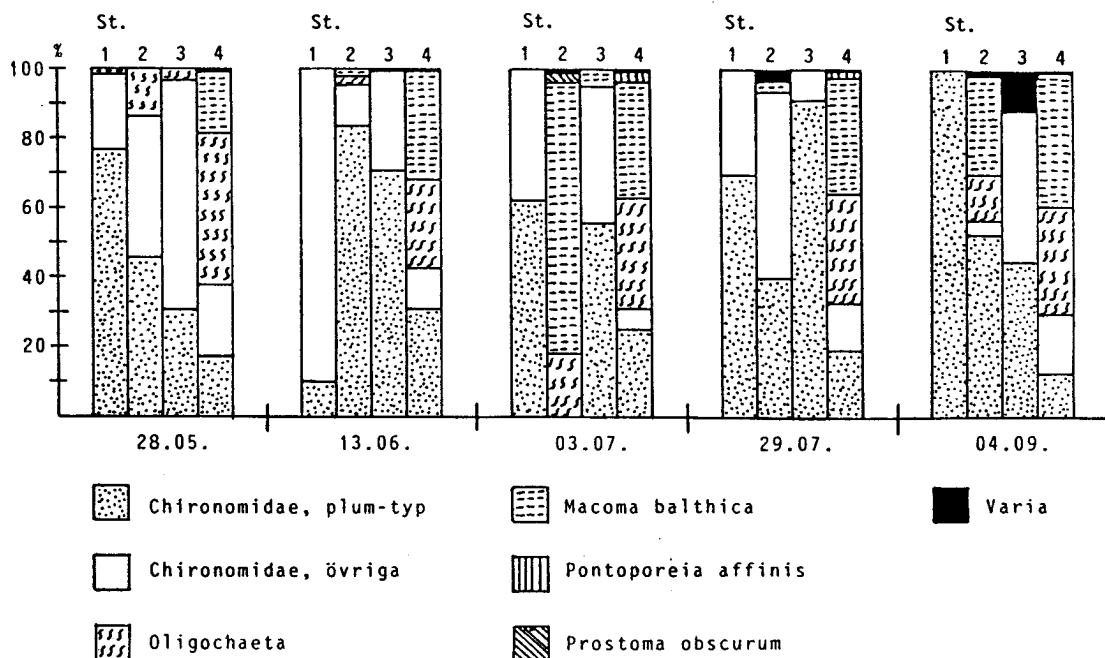 St. St. St. St. St.
% 1 2 3 4 1 2 3 4 1 2 3 4 1 2 3 4 1 2 3 4
100
80
60
40
20
28.05. 13.06. 03.07. 29.07. 04.09.
Chironomidae, plum-typ Macoma balthica Varia
Chironomidae, övriga Pontoporeia affinis
Oligochaeta Prostoma obscurum